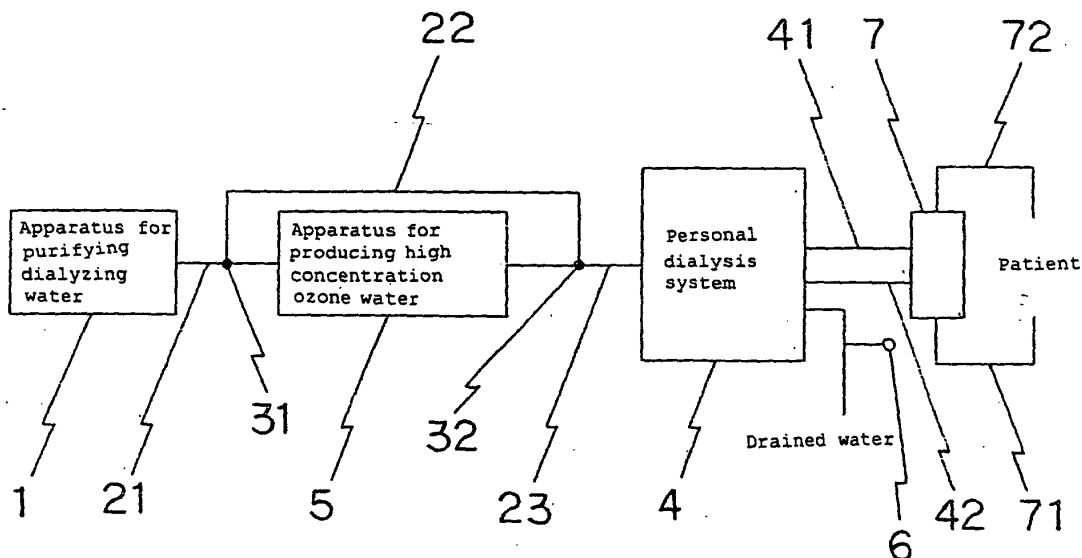 22
41
7
72
Apparatus for
purifying
dialyzing
water
Apparatus for
producing high
concentration
ozone water
Personal
dialysis
system
Patient
31
32
Drained water
1
21
5
23
4
6
42
71